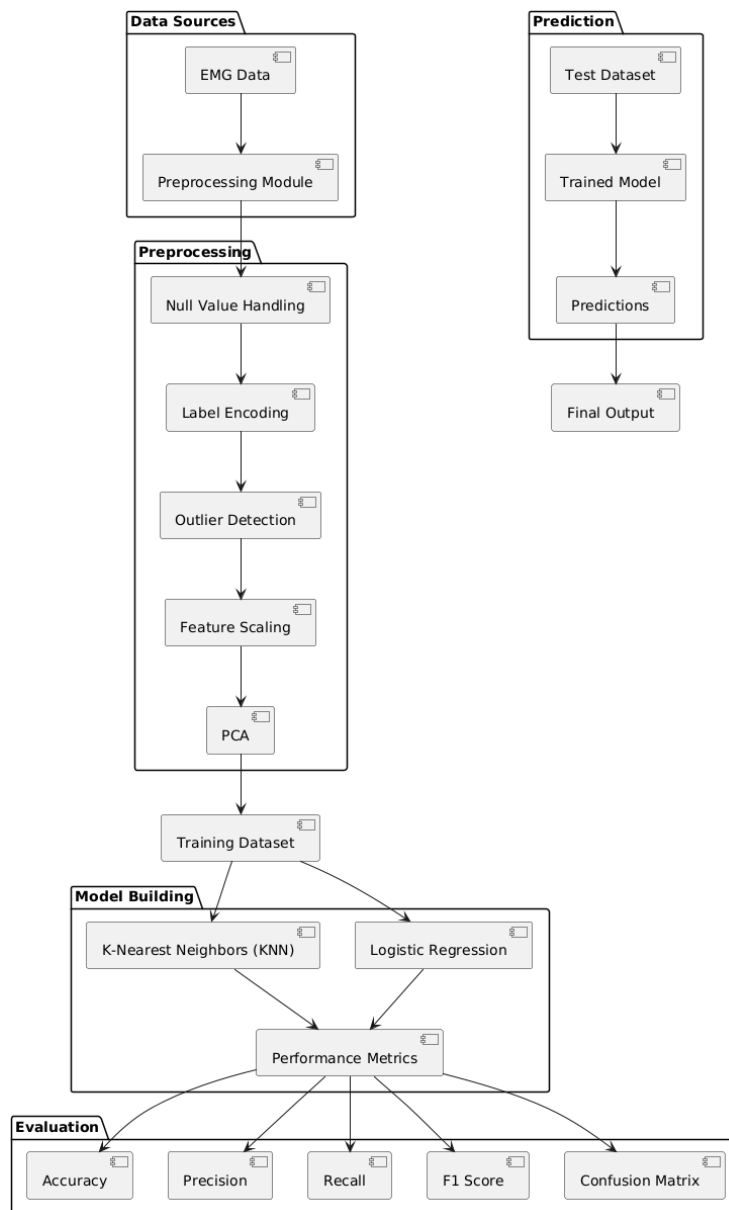 Data Sources
EMG Data
Preprocessing Module
Preprocessing
Null Value Handling
Label Encoding
Outlier Detection
Feature Scaling
PCA
Training Dataset
Model Building
K-Nearest Neighbors (KNN)
Logistic Regression
Performance Metrics
Evaluation
Accuracy
Precision
Recall
F1 Score
Confusion Matrix
Prediction
Test Dataset
Trained Model
Predictions
Final Output